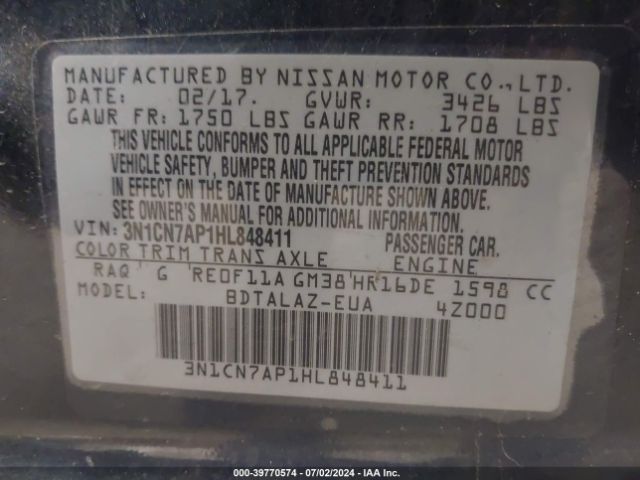 MANUFACTURED BY NISSAN MOTOR CO.,LTD.
DATE: 02/17. GVWR: 3426 LBS
GAWR FR: 1750 LBS GAWR RR: 1708 LBS
THIS VEHICLE CONFORMS TO ALL APPLICABLE FEDERAL MOTOR
VEHICLE SAFETY, BUMPER AND THEFT PREVENTION STANDARDS
IN EFFECT ON THE DATE OF MANUFACTURE SHOWN ABOVE.
SEE OWNER'S MANUAL FOR ADDITIONAL INFORMATION.
VIN: 3N1CN7AP1HL848411 PASSENGER CAR.
COLOR TRIM TRANS AXLE ENGINE
RAQ G RE0F11A GM38 HR16DE 1598 CC
MODEL: BDTALAZ-EUA 4Z000
3N1CN7AP1HL848411
000-39770574 | 07/02/2024 | IAA Inc.